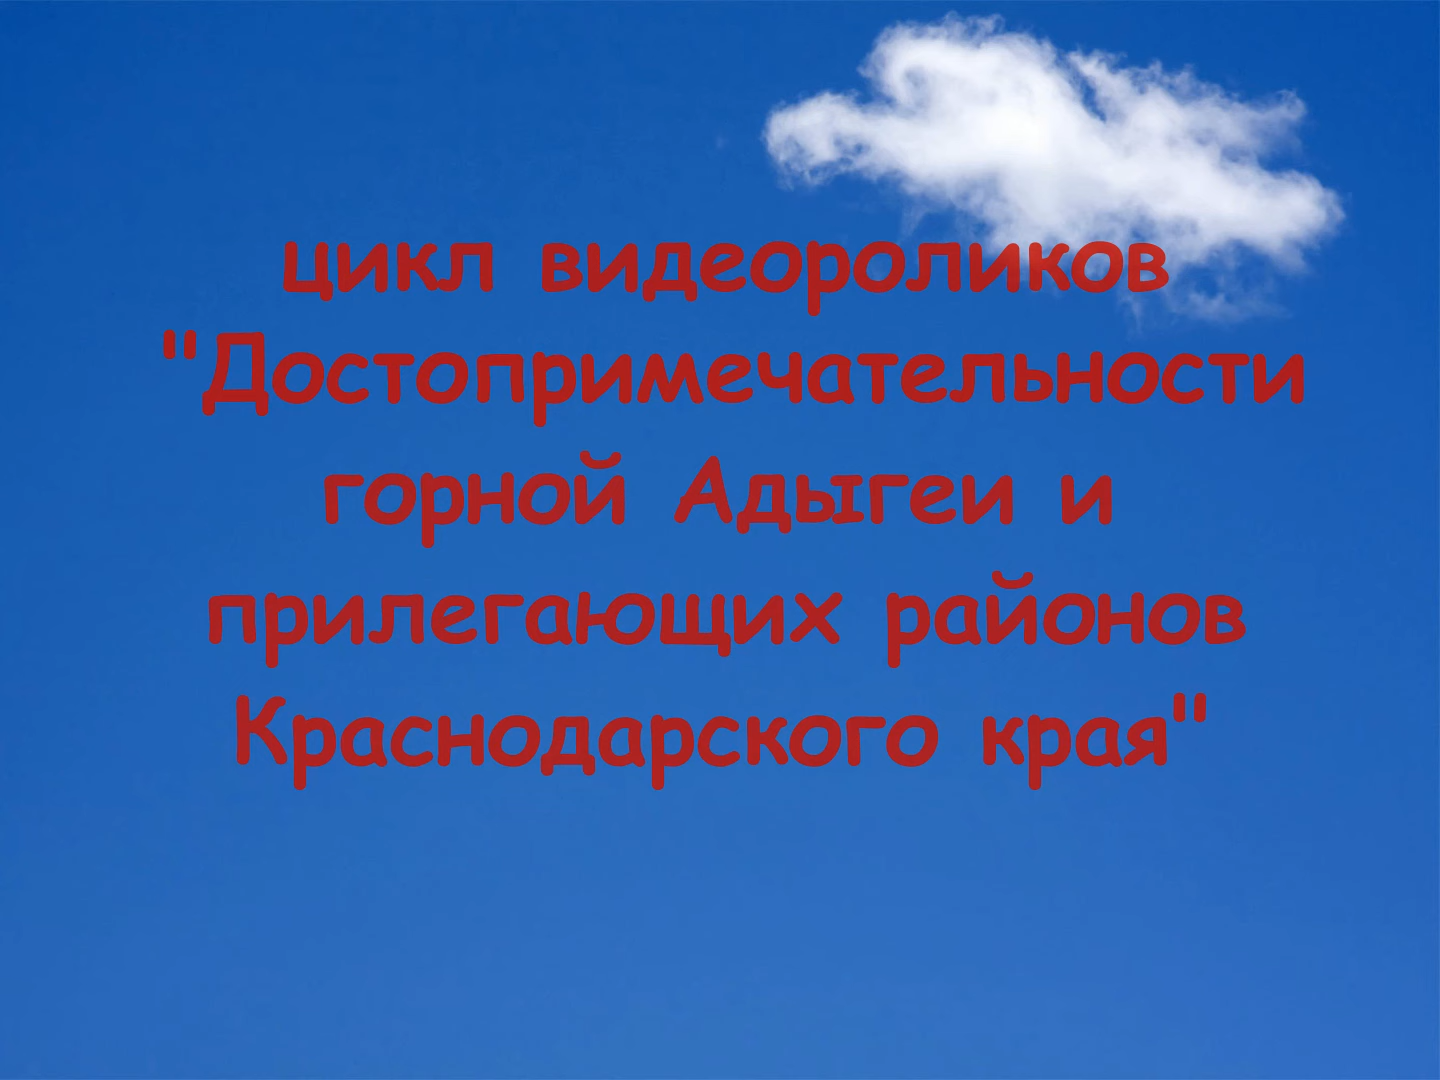 цикл видеороликов
"Достопримечательности
горной Адыгеи и
прилегающих районов
Краснодарского края"